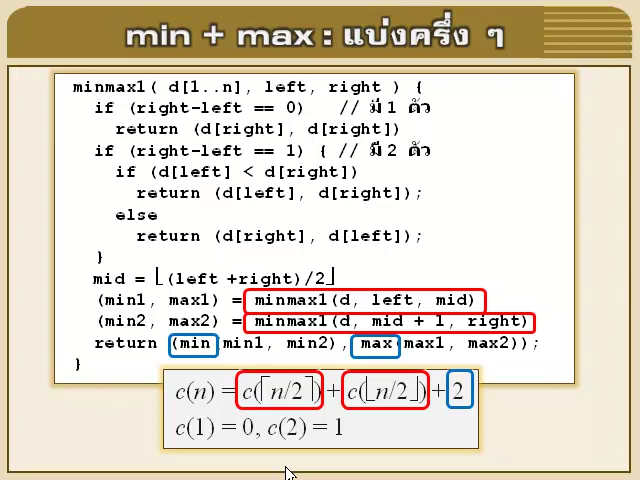 min + max : แบ่งครึ่ง ๆ
minmax1( d[1..n], left, right ) {
if (right-left == 0) // มี 1 ตัว
return (d[right], d[right])
if (right-left == 1) { // มี 2 ตัว
if (d[left] < d[right])
return (d[left], d[right]);
else
return (d[right], d[left]);
}
mid = ⌊(left +right)/2⌋
(min1, max1) = minmax1(d, left, mid)
(min2, max2) = minmax1(d, mid + 1, right)
return (min(min1, min2), max(max1, max2));
}
c(n) = c(⌈n/2⌉) + c(⌊n/2⌋) + 2
c(1) = 0, c(2) = 1